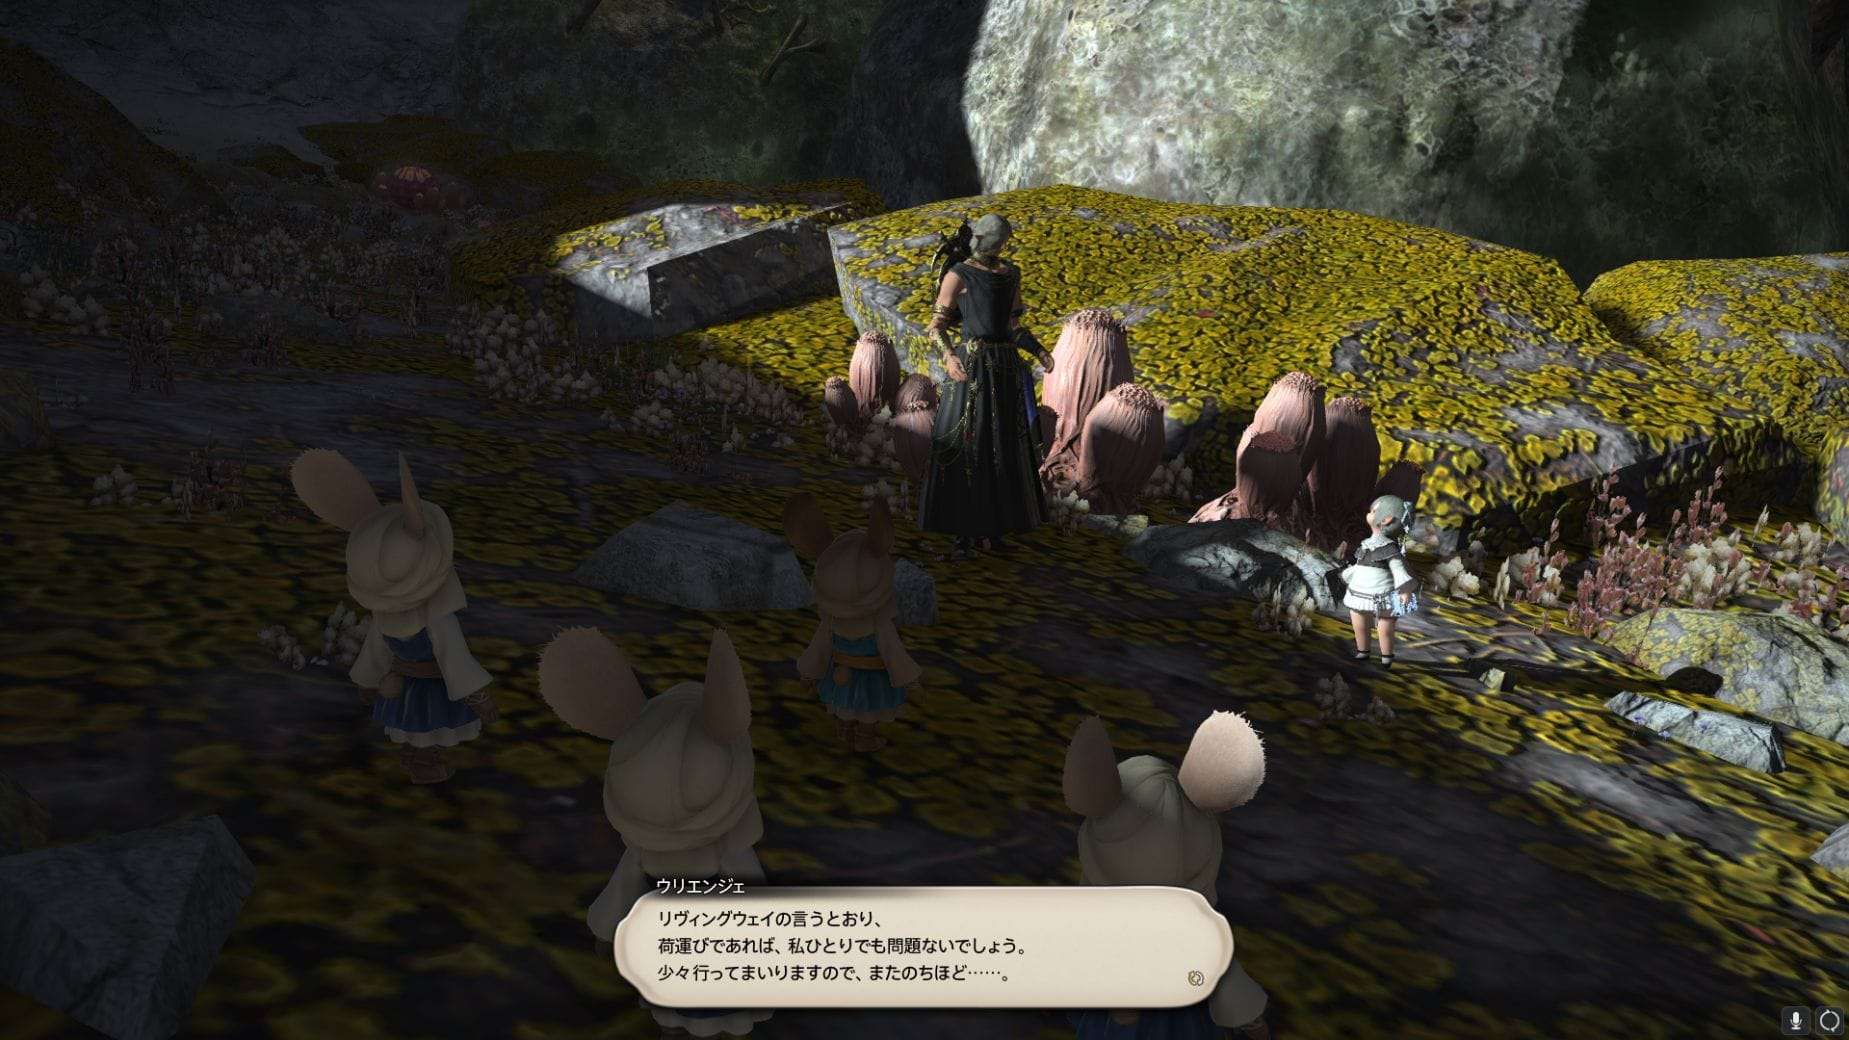 ウリエンジェ
リヴィングウェイの言うとおり、
荷運びであれば、私ひとりでも問題ないでしょう。
少々行ってまいりますので、またのちほど……。